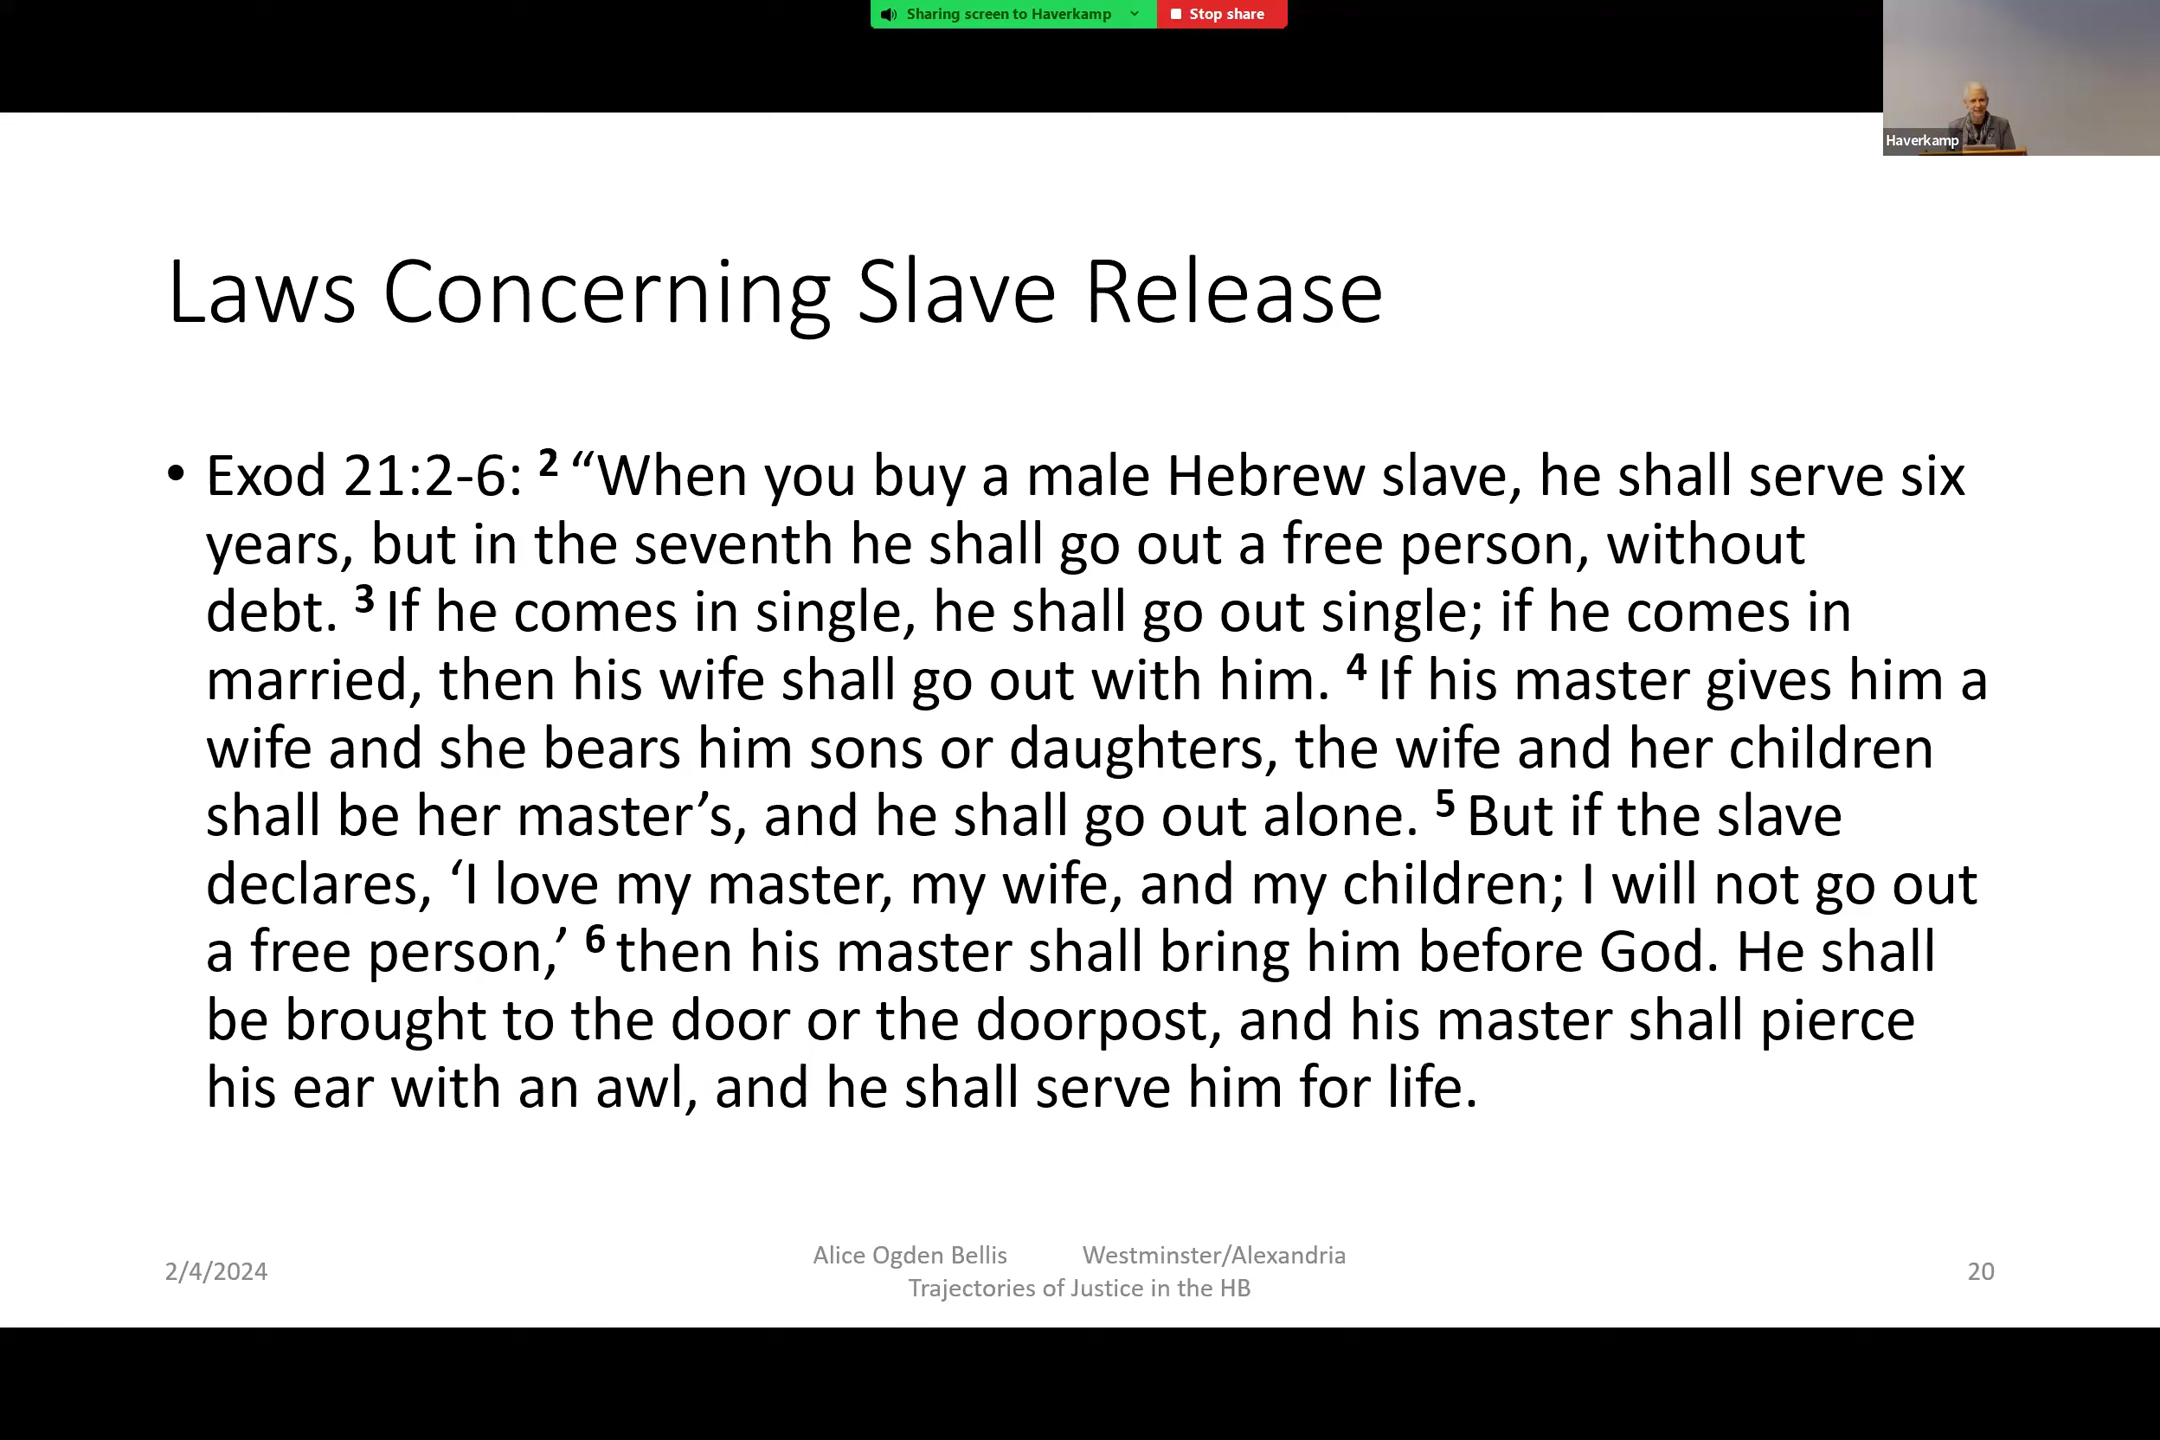 Sharing screen to Haverkamp
Stop share
Haverkamp
Laws Concerning Slave Release
• Exod 21:2-6: 2 “When you buy a male Hebrew slave, he shall serve six
years, but in the seventh he shall go out a free person, without
debt. 3 If he comes in single, he shall go out single; if he comes in
married, then his wife shall go out with him. 4 If his master gives him a
wife and she bears him sons or daughters, the wife and her children
shall be her master’s, and he shall go out alone. 5 But if the slave
declares, ‘I love my master, my wife, and my children; I will not go out
a free person,’ 6 then his master shall bring him before God. He shall
be brought to the door or the doorpost, and his master shall pierce
his ear with an awl, and he shall serve him for life.
2/4/2024
Alice Ogden Bellis Westminster/Alexandria
Trajectories of Justice in the HB
20